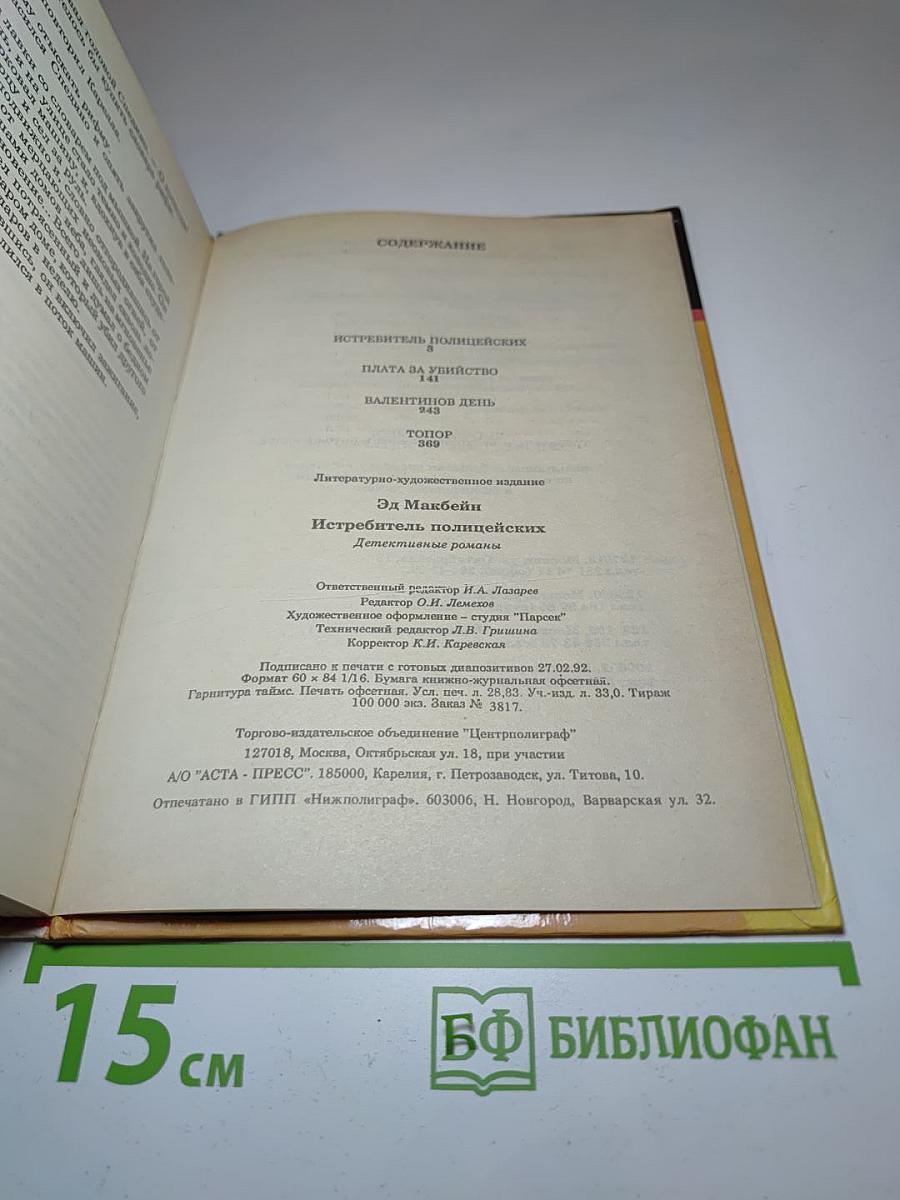 СОДЕРЖАНИЕ
ИСТРЕБИТЕЛЬ ПОЛИЦЕЙСКИХ
3
ПЛАТА ЗА УБИЙСТВО
141
ВАЛЕНТИНОВ ДЕНЬ
243
ТОПОР
369
Литературно-художественное издание
Эд Макбейн
Истребитель полицейских
Детективные романы
Ответственный редактор И.А. Лазарев
Редактор О.И. Лемехов
Художественное оформление – студия "Парсек"
Технический редактор Л.В. Гришина
Корректор К.И. Каревская
Подписано к печати с готовых диапозитивов 27.02.92.
Формат 60 × 84 1/16. Бумага книжно-журнальная офсетная.
Гарнитура таймс. Печать офсетная. Усл. печ. л. 28,83. Уч.-изд. л. 33,0. Тираж
100 000 экз. Заказ № 3817.
Торгово-издательское объединение "Центрполиграф"
127018, Москва, Октябрьская ул. 18, при участии
А/О "АСТА - ПРЕСС". 185000, Карелия, г. Петрозаводск, ул. Титова, 10.
Отпечатано в ГИПП «Нижполиграф». 603006, Н. Новгород, Варварская ул. 32.
15 см
БФ БИБЛИОФАН